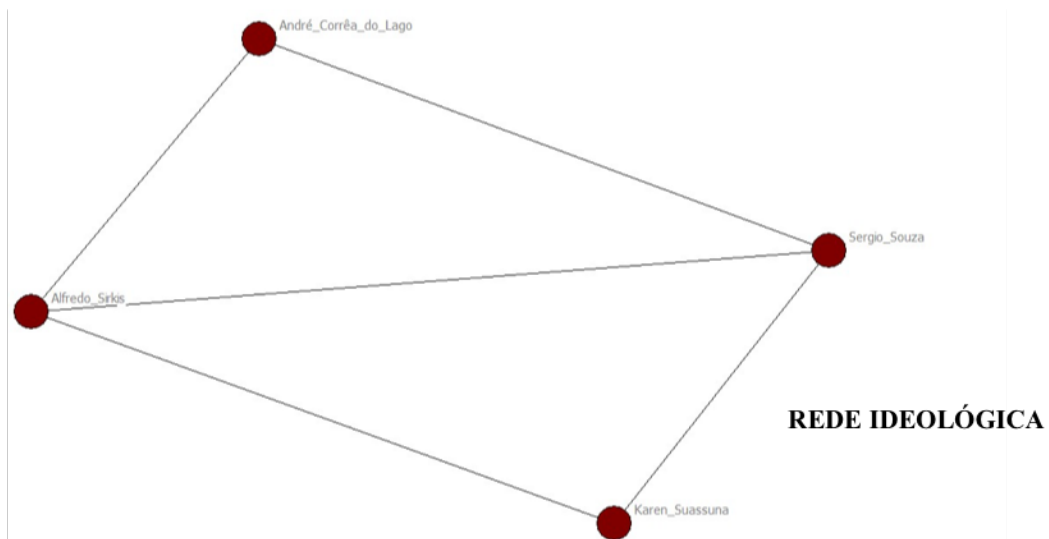 André_Corrêa_do_Lago
Sergio_Souza
Alfredo_Sirkis
REDE IDEOLÓGICA
Karen_Suassuna